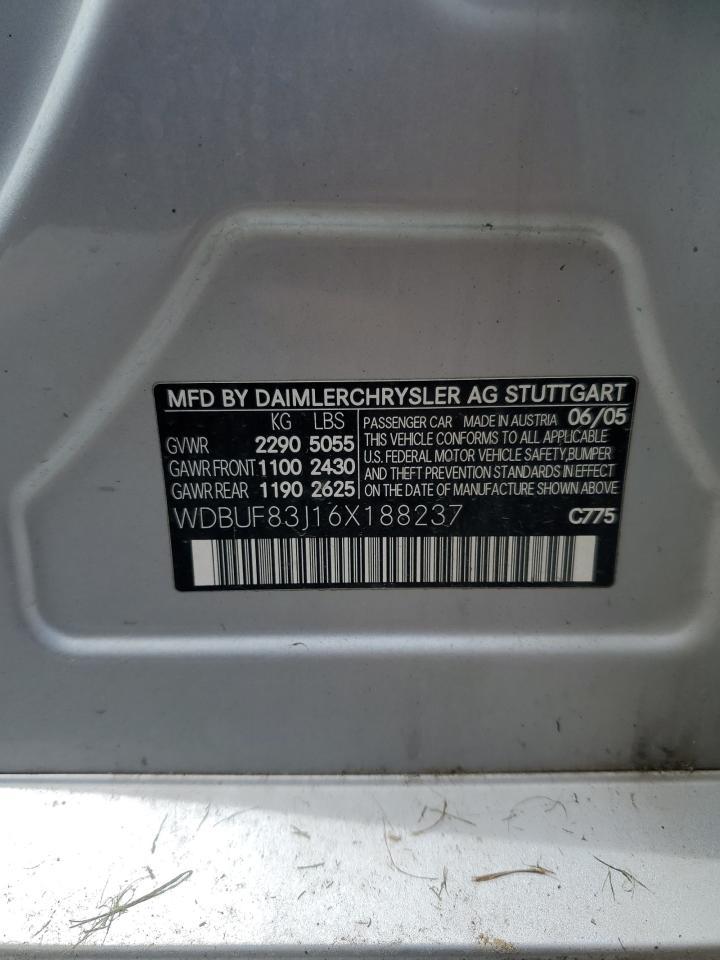 MFD BY DAIMLERCHRYSLER AG STUTTGART
KG LBS
GVWR 2290 5055
GAWR FRONT 1100 2430
GAWR REAR 1190 2625
PASSENGER CAR MADE IN AUSTRIA 06/05
THIS VEHICLE CONFORMS TO ALL APPLICABLE
U.S. FEDERAL MOTOR VEHICLE SAFETY,BUMPER
AND THEFT PREVENTION STANDARDS IN EFFECT
ON THE DATE OF MANUFACTURING SHOWN ABOVE
WDBUF83J16X188237 C775